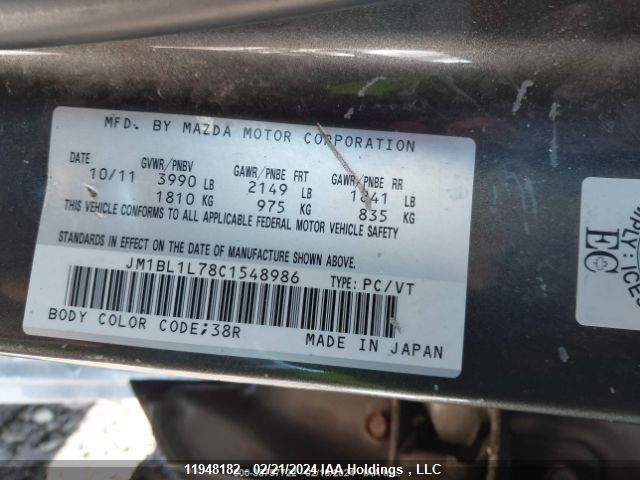 MFD. BY MAZDA MOTOR CORPORATION
DATE GVWR/PNBV GAWR/PNBE FRT GAWR/PNBE RR
10/11 3990 LB 2149 LB 1841 LB
1810 KG 975 KG 835 KG
THIS VEHICLE CONFORMS TO ALL APPLICABLE FEDERAL MOTOR VEHICLE SAFETY
STANDARDS IN EFFECT ON THE DATE OF MANUFACTURE SHOWN ABOVE.
JM1BL1L78C1548986 TYPE: PC/VT
BODY COLOR CODE;38R MADE IN JAPAN
EC
11948182 - 02/21/2024 IAA Holdings , LLC